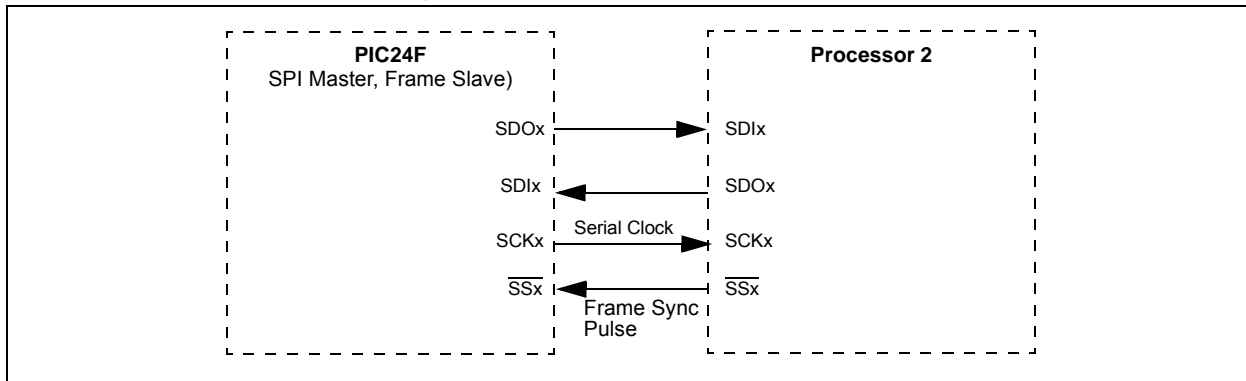 PIC24F
SPI Master, Frame Slave)
Processor 2
SDOx
SDIx
SDIx
SDOx
SCKx
Serial Clock
SCKx
SSx
Frame Sync
Pulse
SSx